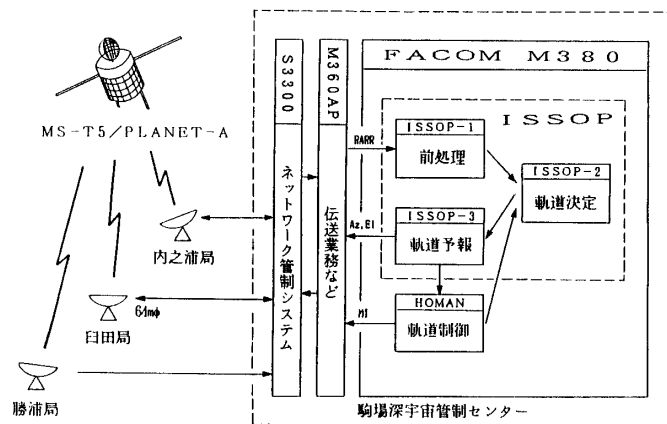 MS-T5/PLANET-A
内之浦局
臼田局
64mφ
勝浦局
S3300
ネットワーク管制システム
M360AP
伝送業務など
FACOM M380
ISSOP
ISSOP-1
前処理
ISSOP-2
軌道決定
ISSOP-3
軌道予報
HOMAN
軌道制御
RARR
Az,El
MI
駒場深宇宙管制センター